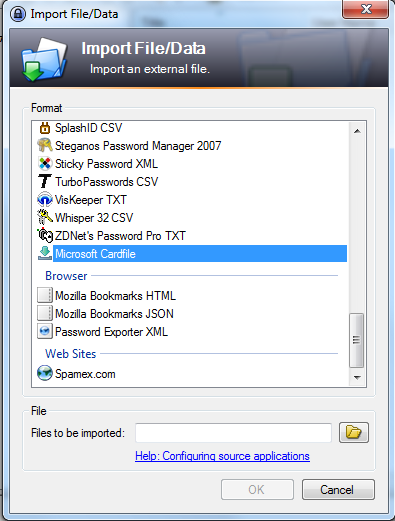 Import File/Data
Import File/Data
Import an external file.
Format
SplashID CSV
Steganos Password Manager 2007
Sticky Password XML
TurboPasswords CSV
VisKeeper TXT
Whisper 32 CSV
ZDNet's Password Pro TXT
Microsoft Cardfile
Browser
Mozilla Bookmarks HTML
Mozilla Bookmarks JSON
Password Exporter XML
Web Sites
Spamex.com
File
Files to be imported:
Help: Configuring source applications
OK Cancel